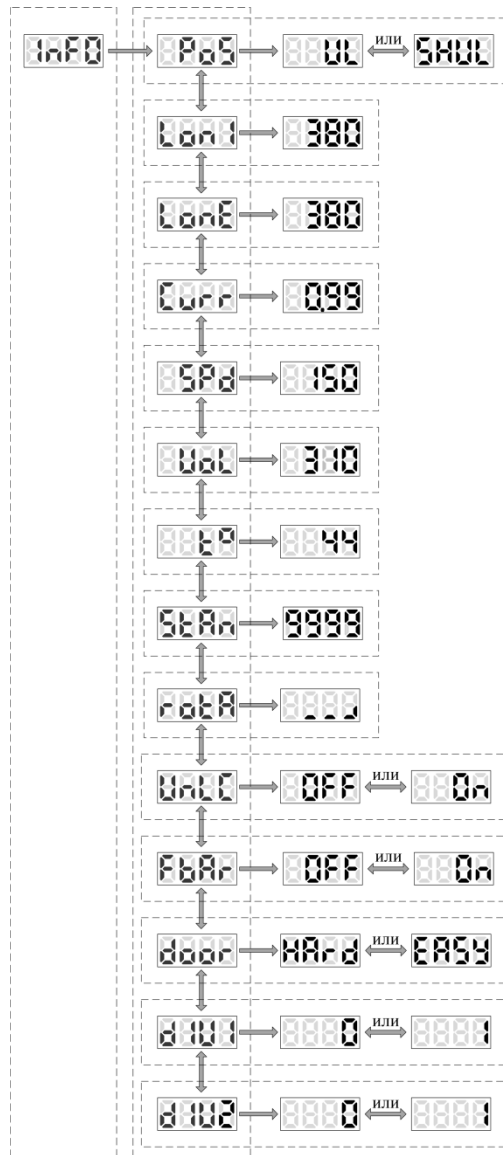 InFO PoS UL ИЛИ SHUL
Lon1 380
LonE 380
Curr 0.99
SPd 150
UoL 310
t° 44
StAn 9999
rotA
UnLC OFF ИЛИ On
FbAr OFF ИЛИ On
door HArd ИЛИ EASY
d1U1 0 ИЛИ 1
d1U2 0 ИЛИ 1